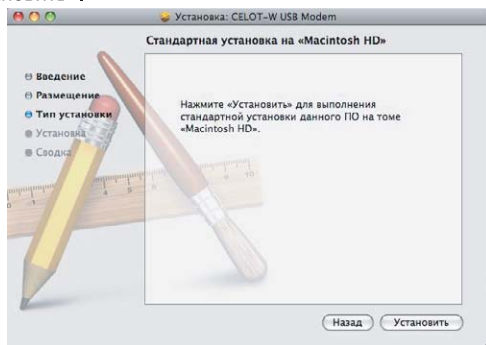 Установка: CELOT-W USB Modem
Стандартная установка на «Macintosh HD»
Введение
Размещение
Тип установки
Установка
Сводка
Нажмите «Установить» для выполнения
стандартной установки данного ПО на томе
«Macintosh HD».
Назад
Установить